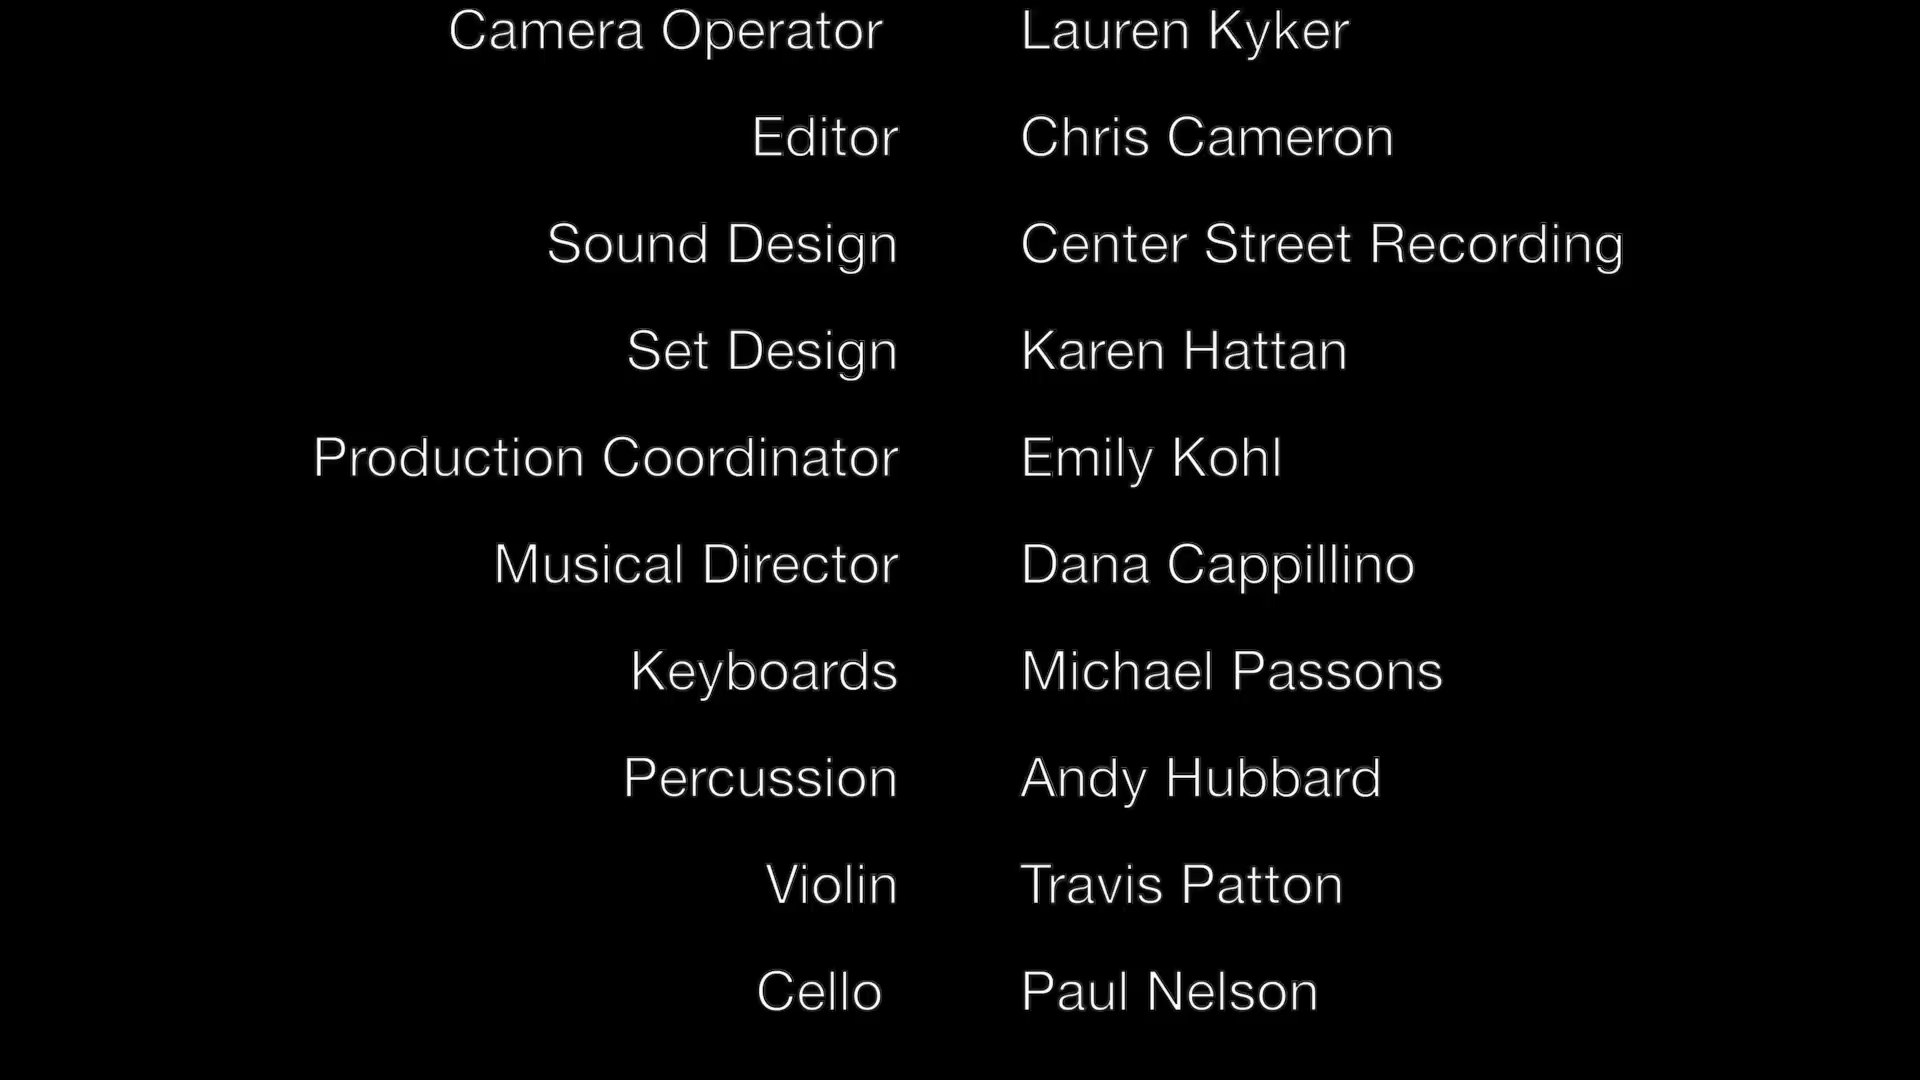 Camera Operator Lauren Kyker
Editor Chris Cameron
Sound Design Center Street Recording
Set Design Karen Hattan
Production Coordinator Emily Kohl
Musical Director Dana Cappillino
Keyboards Michael Passons
Percussion Andy Hubbard
Violin Travis Patton
Cello Paul Nelson